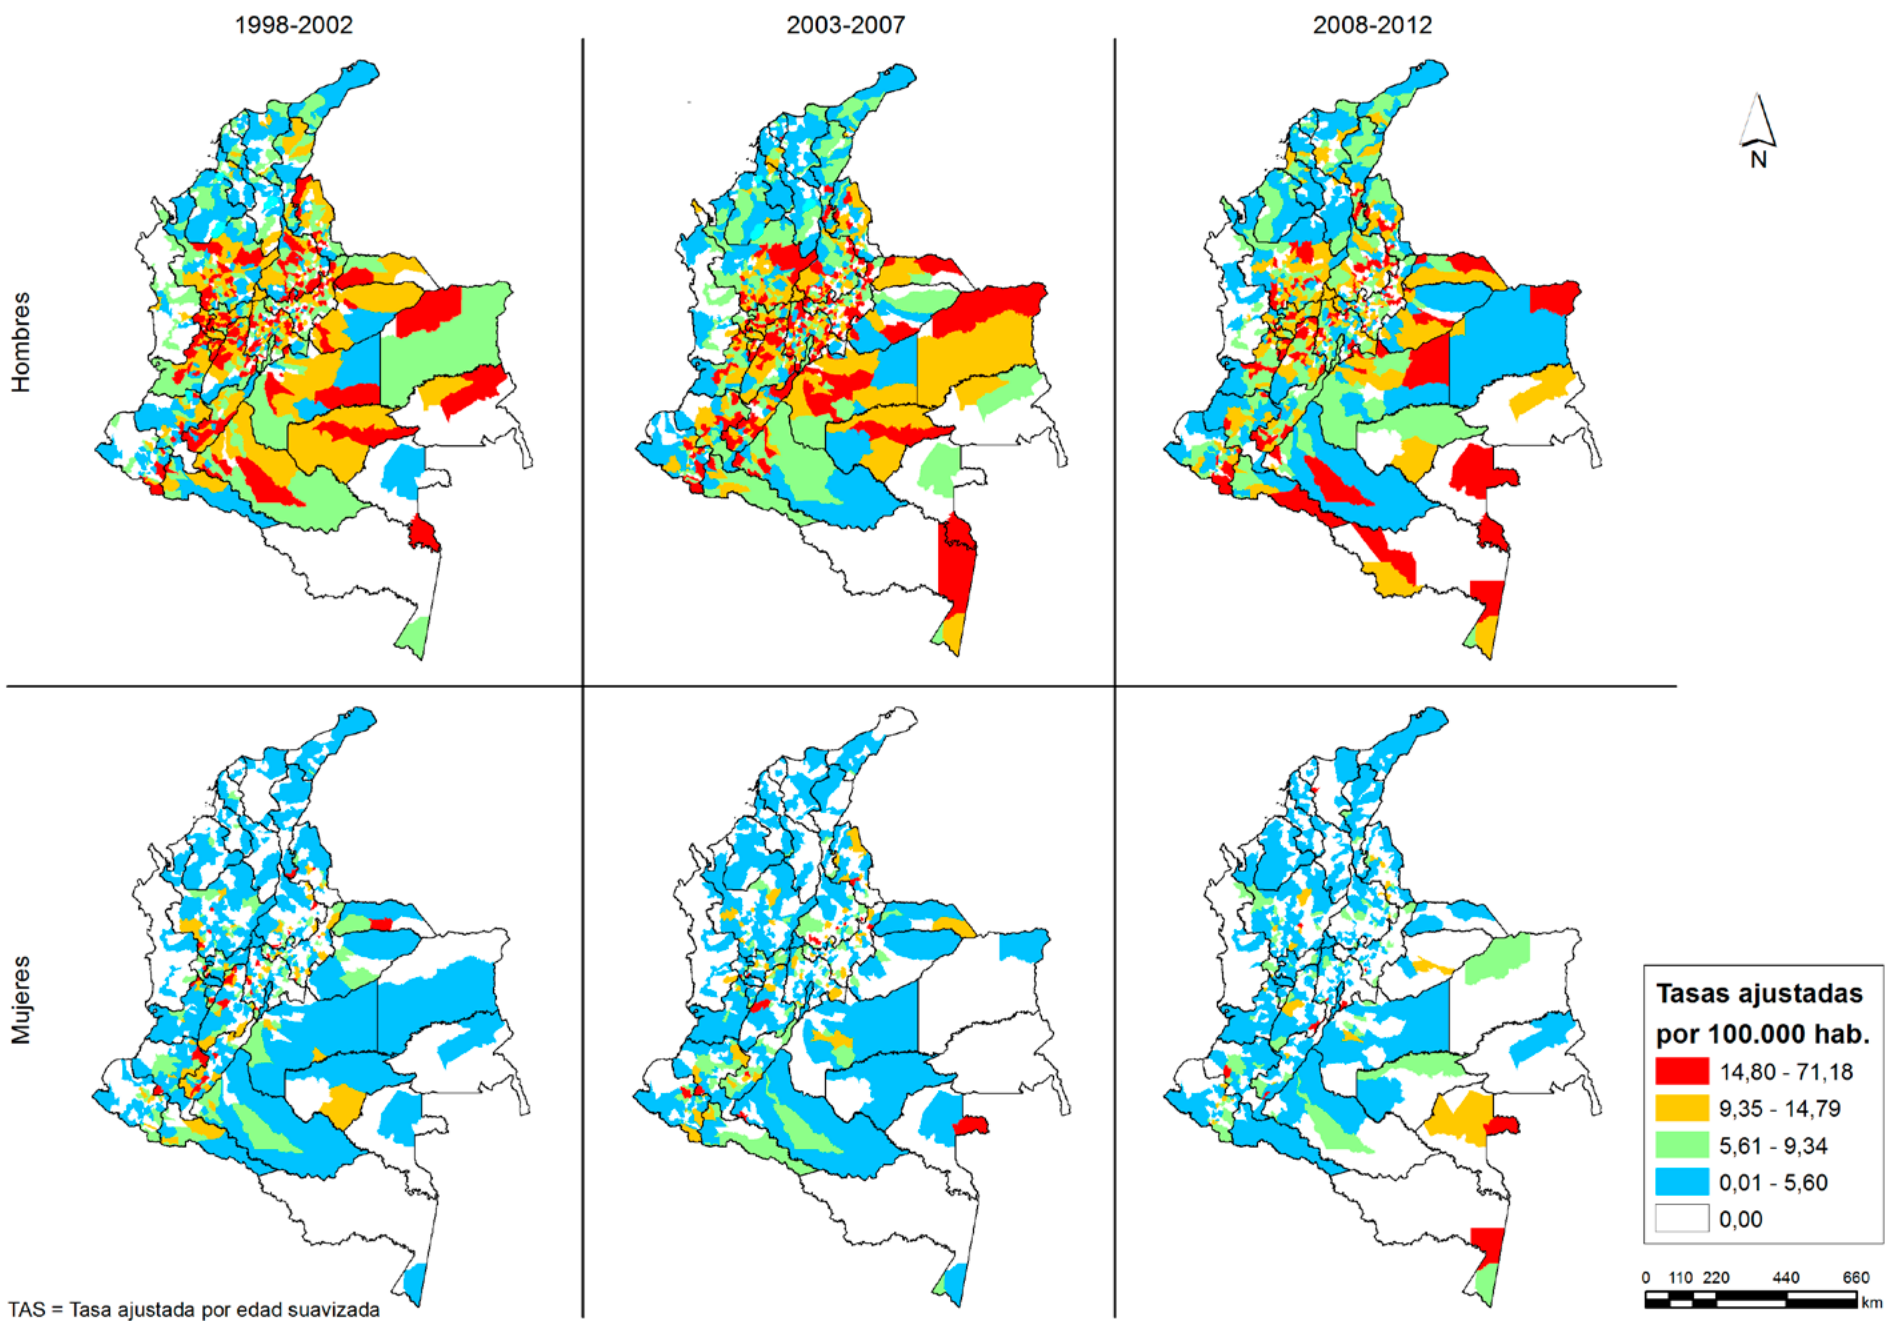 1998-2002
2003-2007
2008-2012
N
Hombres
Mujeres
Tasas ajustadas
por 100.000 hab.
14,80 - 71,18
9,35 - 14,79
5,61 - 9,34
0,01 - 5,60
0,00
0 110 220 440 660
km
TAS = Tasa ajustada por edad suavizada